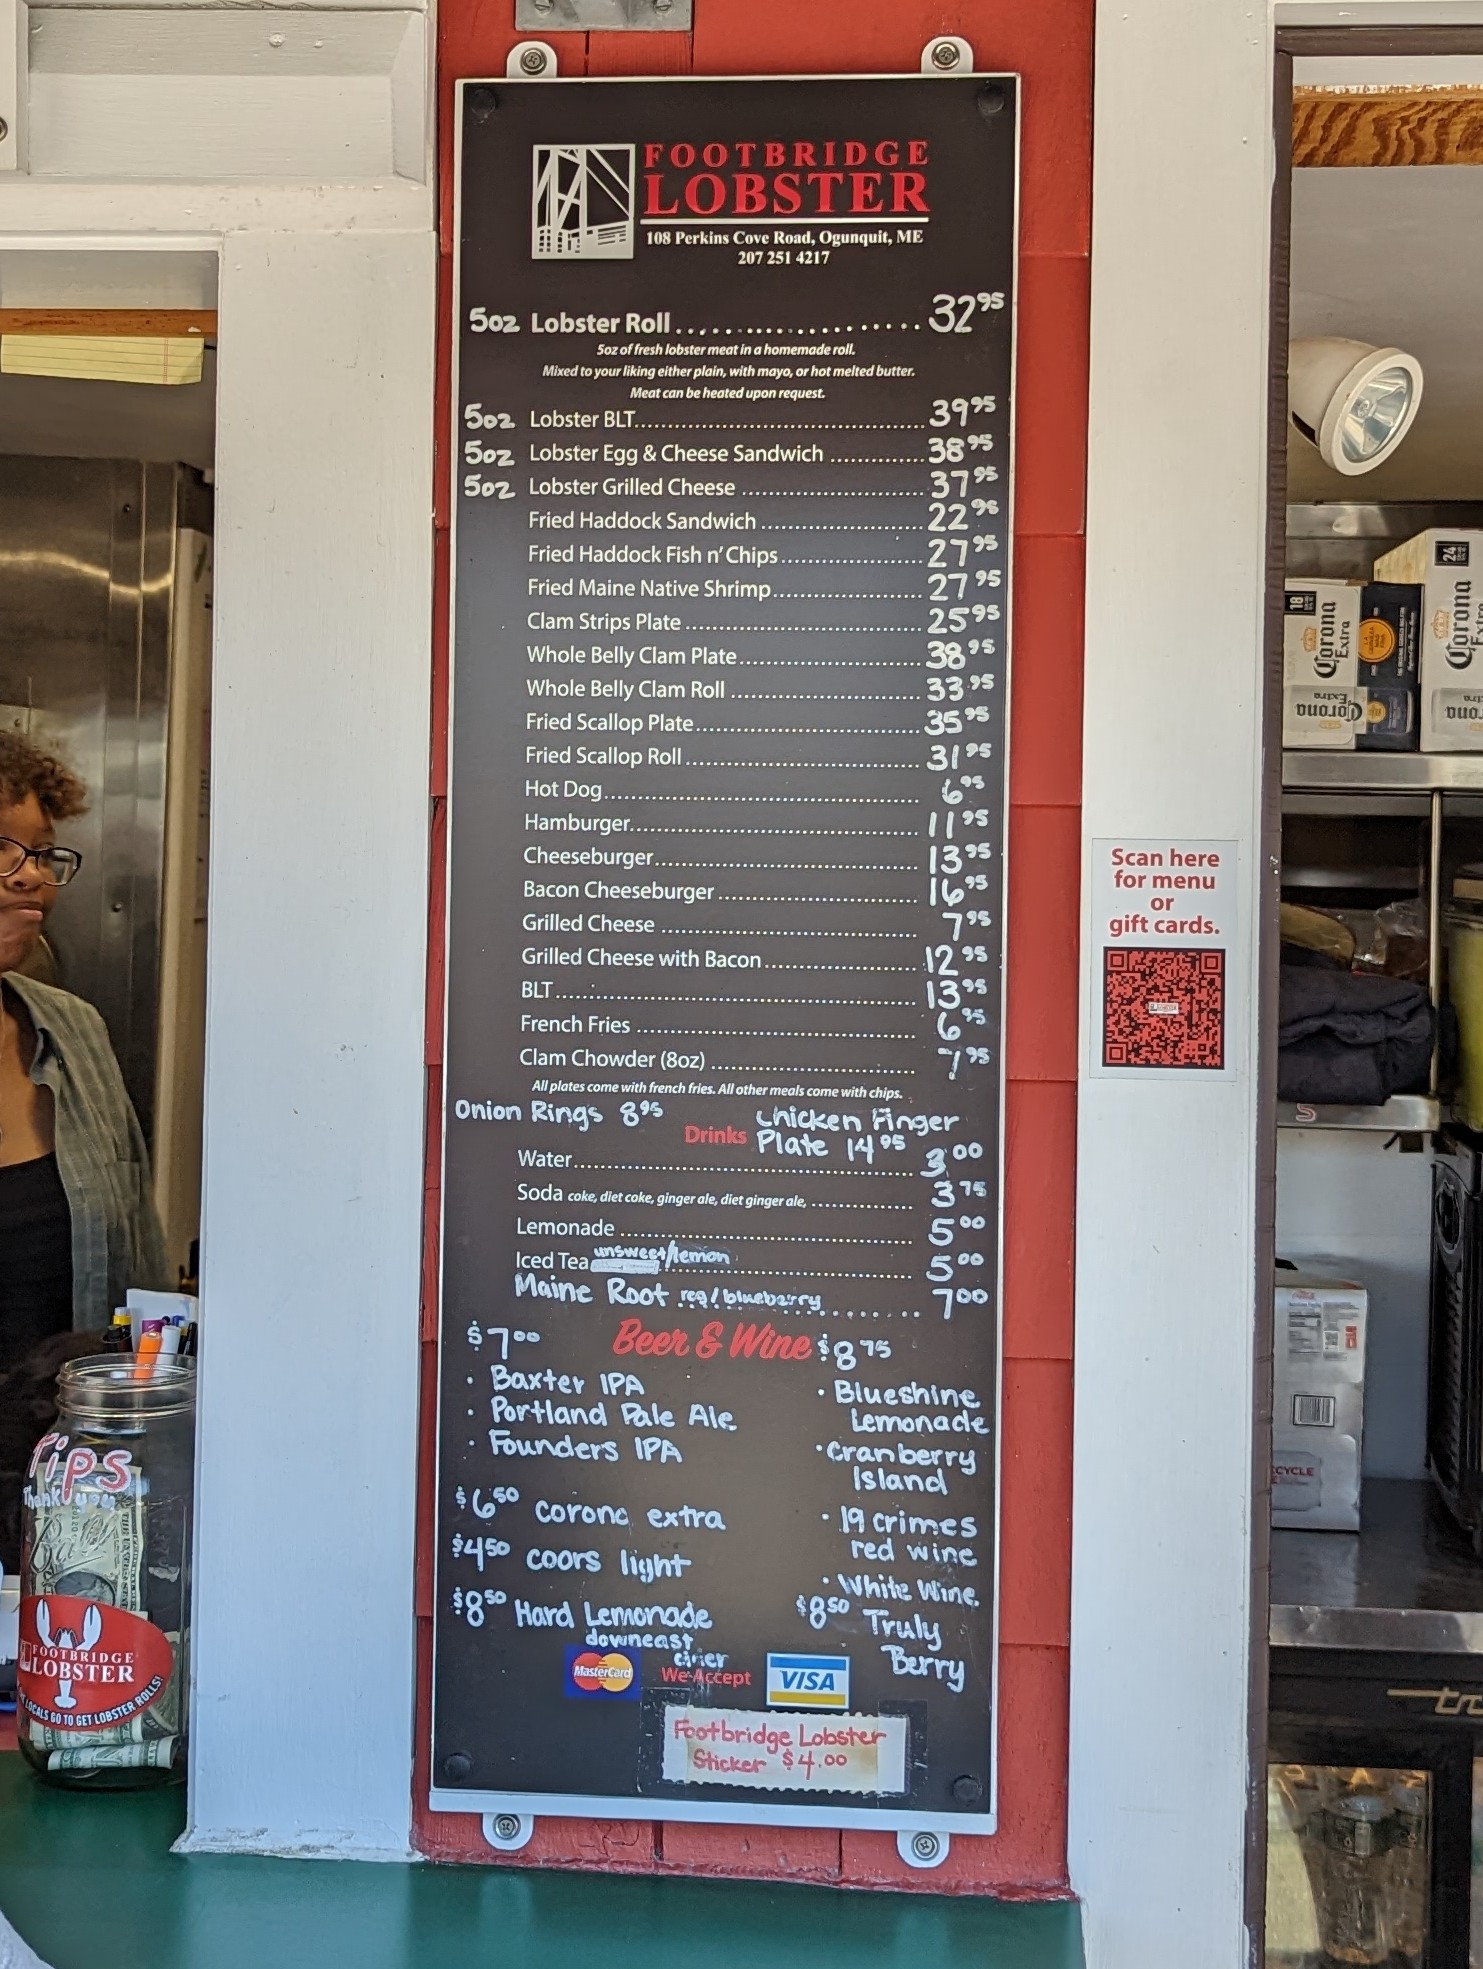 FOOTBRIDGE
LOBSTER
108 Perkins Cove Road, Ogunquit, ME
207 251 4217
5oz Lobster Roll.................... 32 95
5oz of fresh lobster meat in a homemade roll.
Mixed to your liking either plain, with mayo, or hot melted butter.
Meat can be heated upon request.
5oz Lobster BLT.................... 39 95
5oz Lobster Egg & Cheese Sandwich .................... 38 95
5oz Lobster Grilled Cheese .................... 37 95
Fried Haddock Sandwich .................... 22 95
Fried Haddock Fish n' Chips.................... 27 95
Fried Maine Native Shrimp.................... 27 95
Clam Strips Plate .................... 25 95
Whole Belly Clam Plate.................... 38 95
Whole Belly Clam Roll .................... 33.95
Fried Scallop Plate.................... 35 95
Fried Scallop Roll .................... 31 95
Hot Dog.................... 6 95
Hamburger.................... 11 95
Cheeseburger.................... 13 95
Bacon Cheeseburger.................... 16 95
Grilled Cheese .................... 7 95
Grilled Cheese with Bacon.................... 12 95
BLT.................... 13 95
French Fries .................... 6 95
Clam Chowder (8oz) .................... 7 95
All plates come with french fries. All other meals come with chips.
Onion Rings 8 95
Chicken Finger
Plate 14 95
Drinks
Water.................... 3 00
Soda coke, diet coke, ginger ale, diet ginger ale, .................... 3 75
Lemonade .................... 5 00
Iced Tea unsweet/lemon .................... 5 00
Maine Root reg/blueberry .................... 7 00
Beer & Wine
$7 00
• Baxter IPA
• Portland Pale Ale
• Founders IPA
$6 50 corona extra
$4 50 coors light
$8 50 Hard Lemonade
downeast
cider
$8 75
• Blueshine
Lemonade
• Cranberry
Island
• 19 crimes
red wine
• White Wine
$8 50 Truly
Berry
MasterCard
We Accept
VISA
Footbridge Lobster
Sticker $4.00
Scan here
for menu
or
gift cards.
Tips
Thank you
FOOTBRIDGE
LOBSTER
LOCALS GO TO GET LOBSTER ROLLS!
18
Corona
Extra
Corona
Extra
24
Corona
Extra